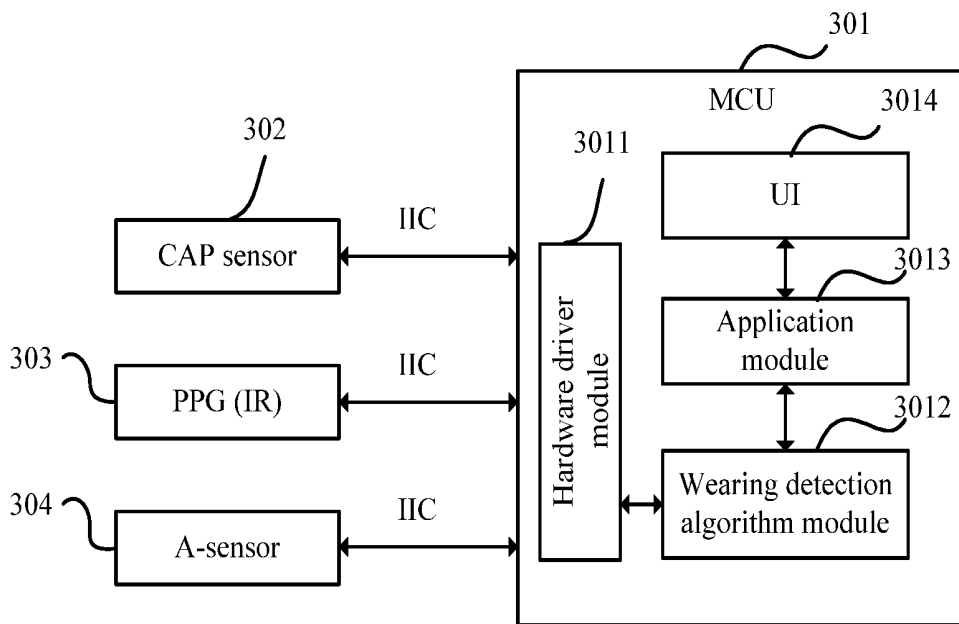 301
MCU
302
3011
3014
UI
IIC
CAP sensor
3013
Application
module
303
IIC
PPG (IR)
Hardware driver
module
3012
304
IIC
A-sensor
Wearing detection
algorithm module